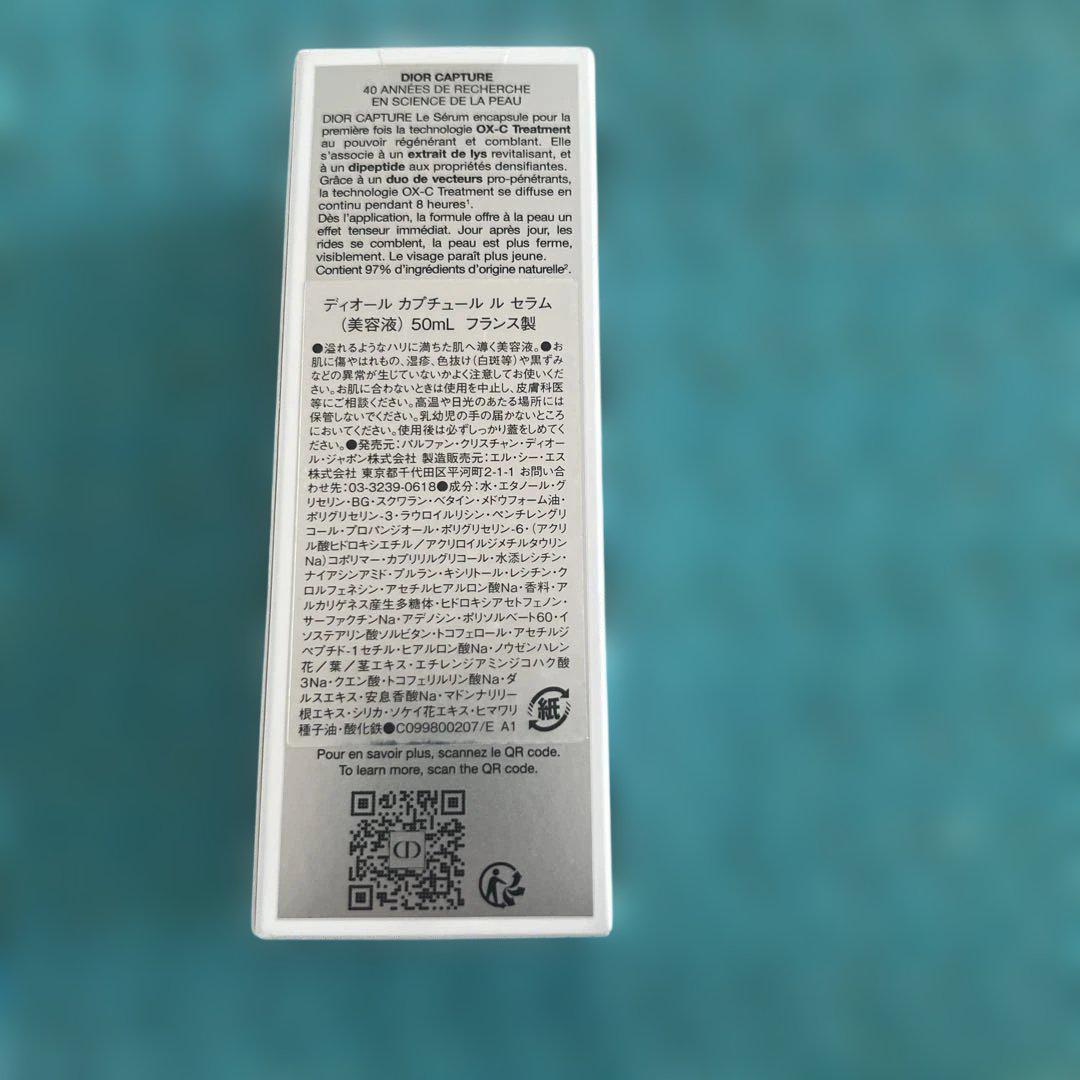 DIOR CAPTURE
40 ANNÉES DE RECHERCHE
EN SCIENCE DE LA PEAU
DIOR CAPTURE Le Sérum encapsule pour la
première fois la technologie OX-C Treatment
au pouvoir régénérant et comblant. Elle
s'associe à un extrait de lys revitalisant, et
à un dipeptide aux propriétés densifiantes.
Grâce à un duo de vecteurs pro-pénétrants,
la technologie OX-C Treatment se diffuse en
continu pendant 8 heures¹.
Dès l'application, la formule offre à la peau un
effet tenseur immédiat. Jour après jour, les
rides se comblent, la peau est plus ferme,
visiblement. Le visage paraît plus jeune.
Contient 97% d'ingrédients d'origine naturelle².
ディオール カプチュール ル セラム
(美容液) 50mL フランス製
●溢れるようなハリに満ちた肌へ導く美容液。●お
肌に傷やはれもの、湿疹、色抜け(白斑等)や黒ずみ
などの異常が生じていないかよく注意してお使いくだ
さい。お肌に合わないときは使用を中止し、皮膚科医
等にご相談ください。高温や日光のあたる場所には
保管しないでください。乳幼児の手の届かないところ
においてください。使用後は必ずしっかり蓋をしめてく
ださい。●発売元:パルファン・クリスチャン・ディオー
ル・ジャポン株式会社 製造販売元:エル・シー・エス
株式会社 東京都千代田区平河町2-1-1 お問い合
わせ先:03-3239-0618●成分:水・エタノール・グ
リセリン・BG・スクワラン・ベタイン・メドウフォーム油・
ポリグリセリン-3・ラウロイルリシン・ペンチレングリ
コール・プロパンジオール・ポリグリセリン-6・(アクリ
ル酸ヒドロキシエチル/アクリロイルジメチルタウリン
Na)コポリマー・カプリリルグリコール・水添レシチン・
ナイアシンアミド・プルラン・キシリトール・レシチン・ク
ロルフェネシン・アセチルヒアルロン酸Na・香料・ア
ルカリゲネス産生多糖体・ヒドロキシアセトフェノン・
サーファクチンNa・アデノシン・ポリソルベート60・イ
ソステアリン酸ソルビタン・トコフェロール・アセチルジ
ペプチド-1セチル・ヒアルロン酸Na・ノウゼンハレン
花/葉/茎エキス・エチレンジアミンジコハク酸
3Na・クエン酸・トコフェリルリン酸Na・ダ
ルスエキス・安息香酸Na・マドンナリリー
根エキス・シリカ・ソケイ花エキス・ヒマワリ
種子油・酸化鉄●C099800207/E A1
紙
Pour en savoir plus, scannez le QR code.
To learn more, scan the QR code.
CD